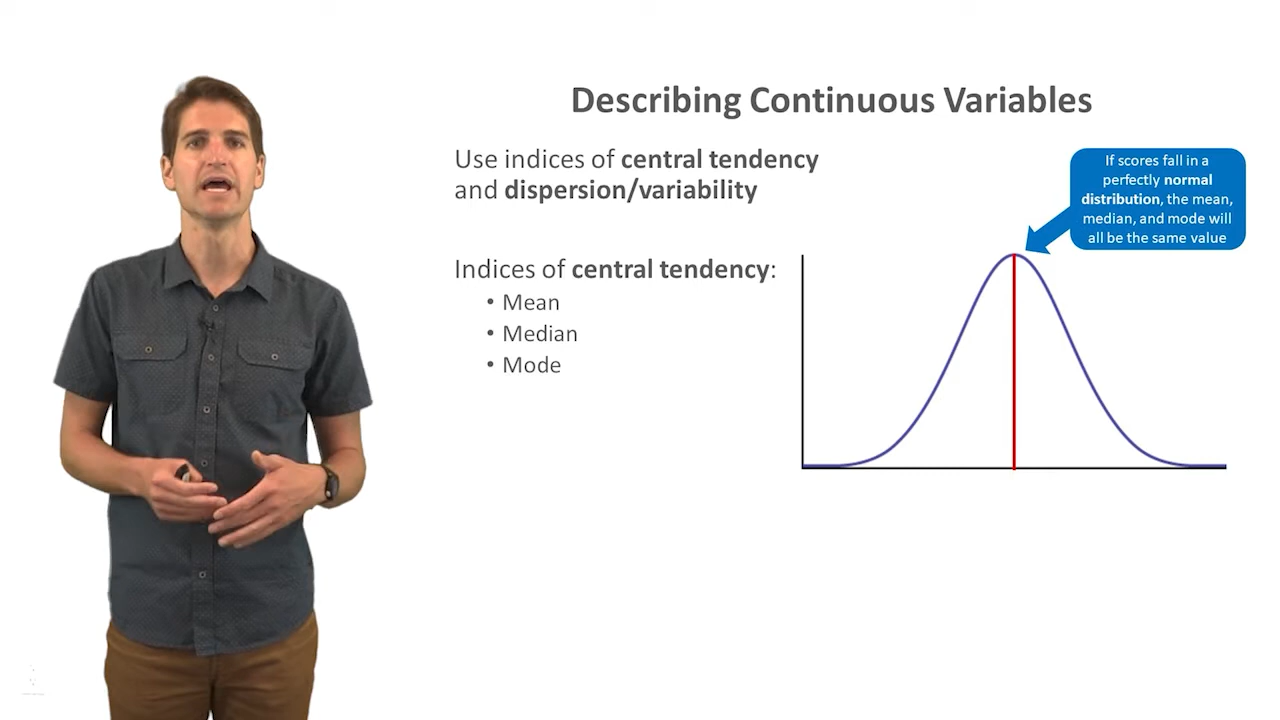 Describing Continuous Variables
Use indices of central tendency
and dispersion/variability
If scores fall in a
perfectly normal
distribution, the mean,
median, and mode will
all be the same value
Indices of central tendency:
• Mean
• Median
• Mode